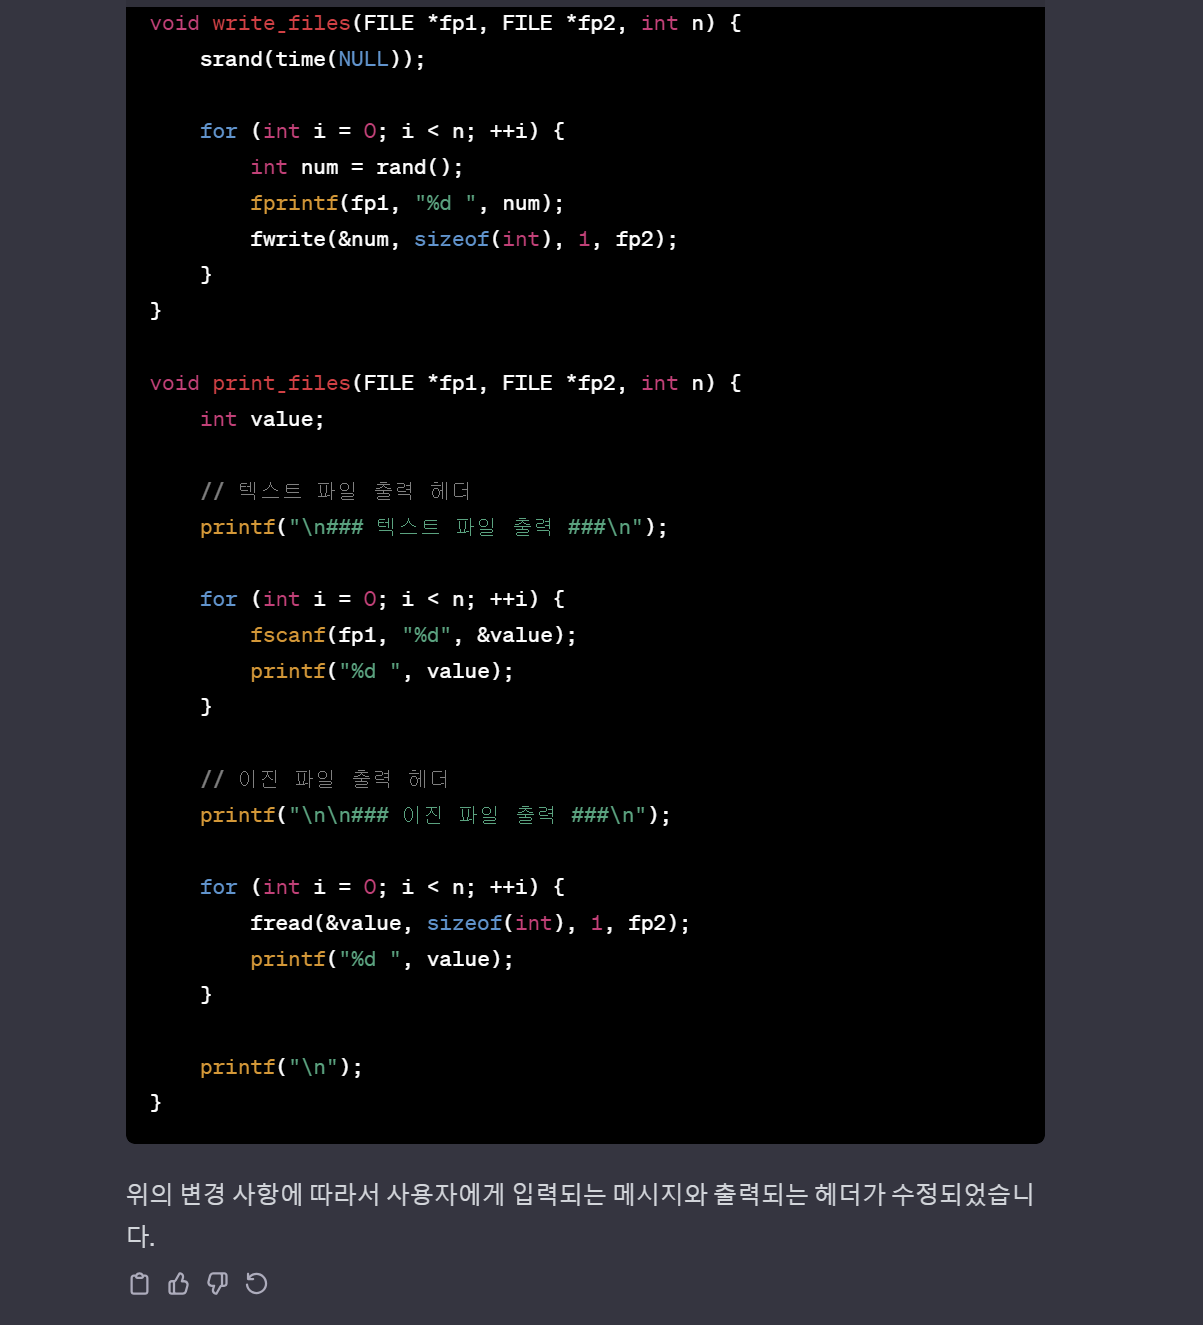 void write_files(FILE *fp1, FILE *fp2, int n) {
    srand(time(NULL));
    for (int i = 0; i < n; ++i) {
        int num = rand();
        fprintf(fp1, "%d ", num);
        fwrite(&num, sizeof(int), 1, fp2);
    }
}
void print_files(FILE *fp1, FILE *fp2, int n) {
    int value;
    // 텍스트 파일 출력 헤더
    printf("\n### 텍스트 파일 출력 ###\n");
    for (int i = 0; i < n; ++i) {
        fscanf(fp1, "%d", &value);
        printf("%d ", value);
    }
    // 이진 파일 출력 헤더
    printf("\n\n### 이진 파일 출력 ###\n");
    for (int i = 0; i < n; ++i) {
        fread(&value, sizeof(int), 1, fp2);
        printf("%d ", value);
    }
    printf("\n");
}
위의 변경 사항에 따라서 사용자에게 입력되는 메시지와 출력되는 헤더가 수정되었습니
다.